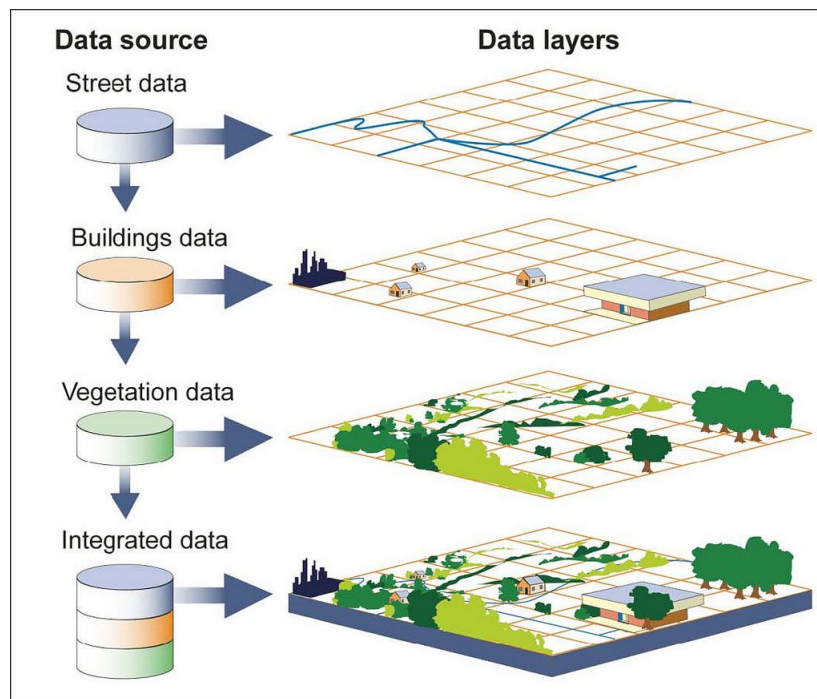 Data source
Data layers
Street data
Buildings data
Vegetation data
Integrated data